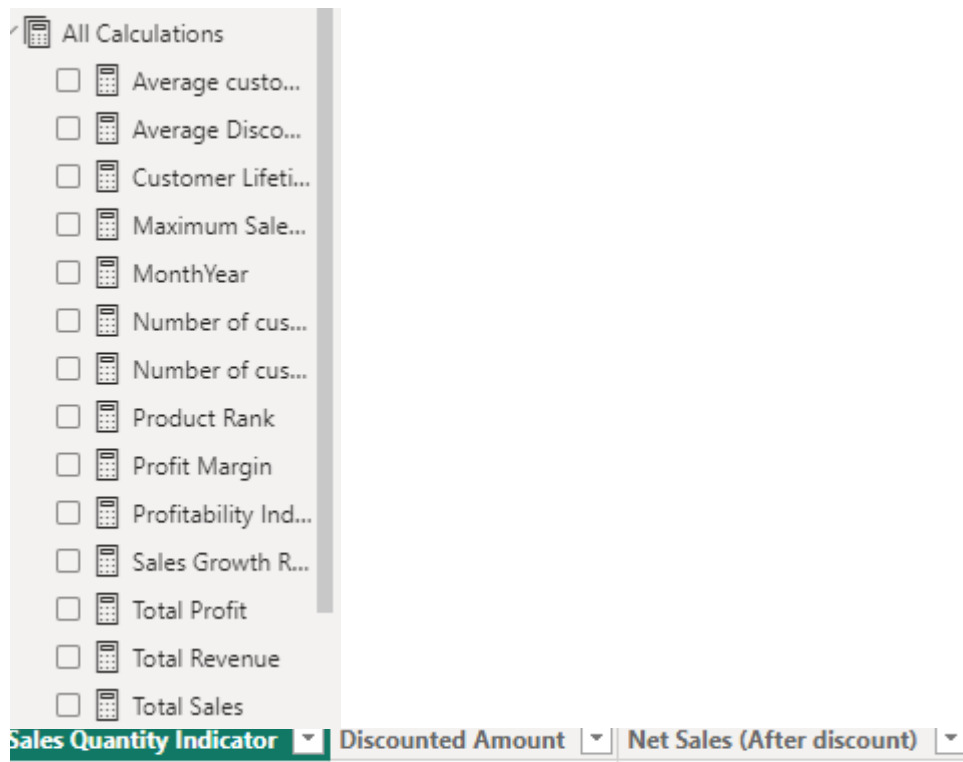 All Calculations
Average custo...
Average Disco...
Customer Lifeti...
Maximum Sale...
MonthYear
Number of cus...
Number of cus...
Product Rank
Profit Margin
Profitability Ind...
Sales Growth R...
Total Profit
Total Revenue
Total Sales
Sales Quantity Indicator Discounted Amount Net Sales (After discount)